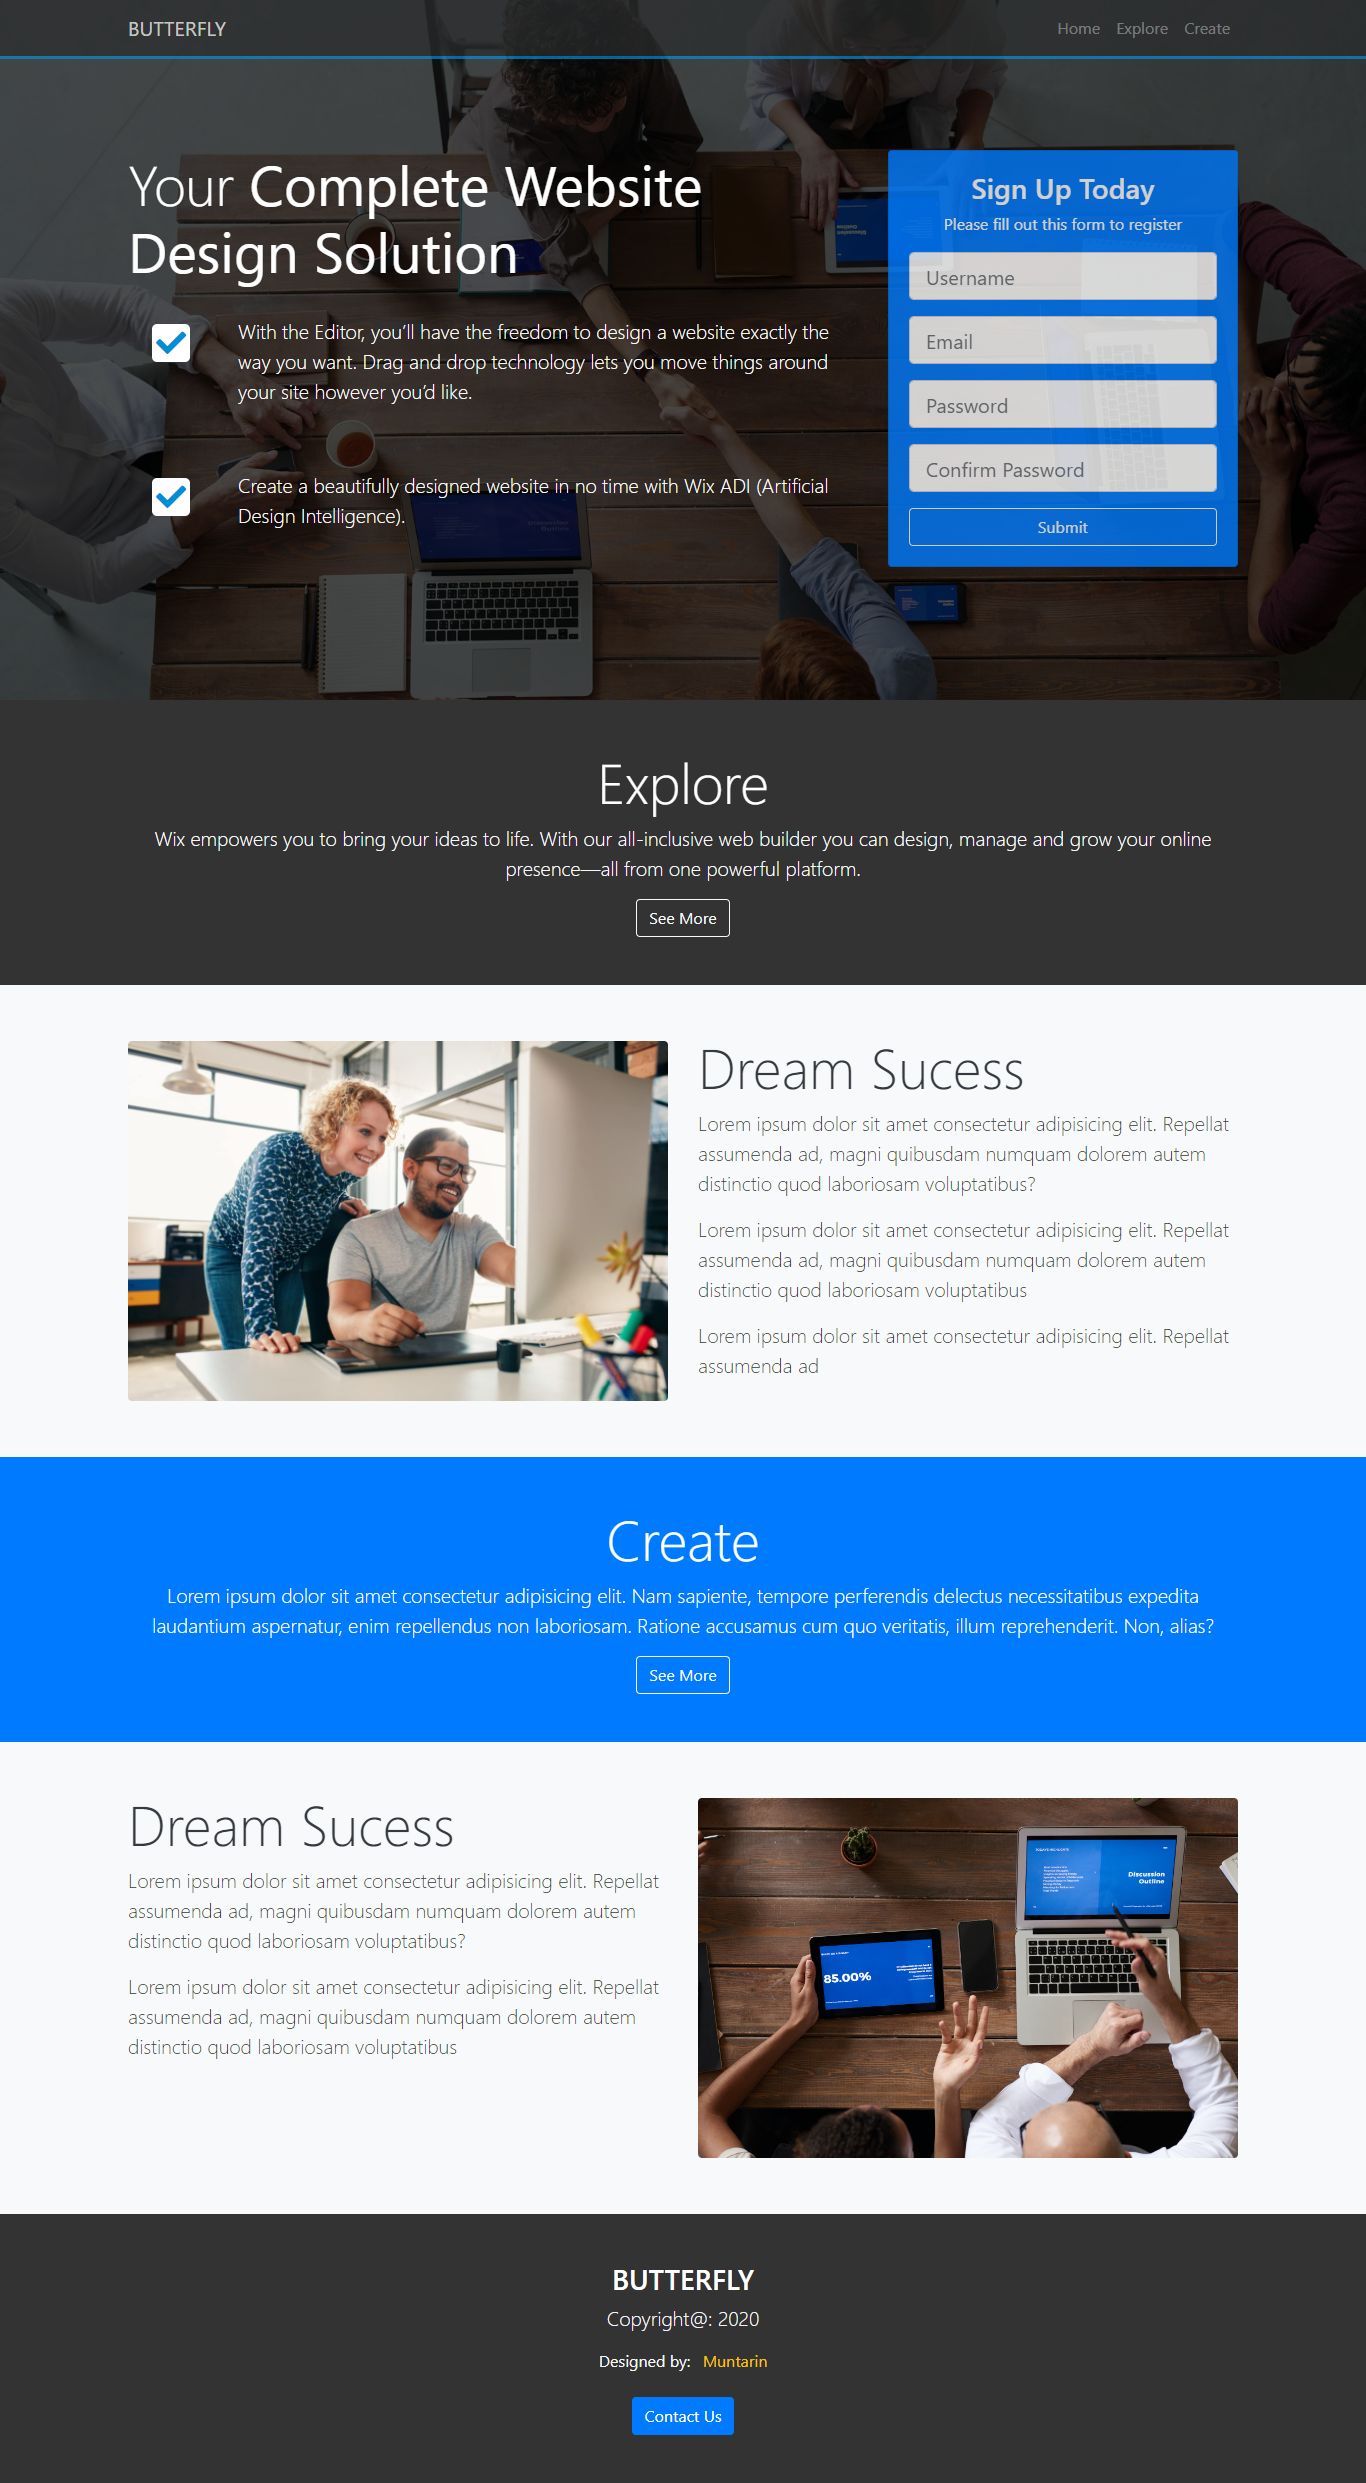 BUTTERFLY
Home Explore Create
Your Complete Website
Design Solution
With the Editor, you’ll have the freedom to design a website exactly the
way you want. Drag and drop technology lets you move things around
your site however you’d like.
Create a beautifully designed website in no time with Wix ADI (Artificial
Design Intelligence).
Sign Up Today
Please fill out this form to register
Username
Email
Password
Confirm Password
Submit
Explore
Wix empowers you to bring your ideas to life. With our all-inclusive web builder you can design, manage and grow your online
presence—all from one powerful platform.
See More
Dream Sucess
Lorem ipsum dolor sit amet consectetur adipisicing elit. Repellat
assumenda ad, magni quibusdam numquam dolorem autem
distinctio quod laboriosam voluptatibus?
Lorem ipsum dolor sit amet consectetur adipisicing elit. Repellat
assumenda ad, magni quibusdam numquam dolorem autem
distinctio quod laboriosam voluptatibus
Lorem ipsum dolor sit amet consectetur adipisicing elit. Repellat
assumenda ad
Create
Lorem ipsum dolor sit amet consectetur adipisicing elit. Nam sapiente, tempore perferendis delectus necessitatibus expedita
laudantium aspernatur, enim repellendus non laboriosam. Ratione accusamus cum quo veritatis, illum reprehenderit. Non, alias?
See More
Dream Sucess
Lorem ipsum dolor sit amet consectetur adipisicing elit. Repellat
assumenda ad, magni quibusdam numquam dolorem autem
distinctio quod laboriosam voluptatibus?
Lorem ipsum dolor sit amet consectetur adipisicing elit. Repellat
assumenda ad, magni quibusdam numquam dolorem autem
distinctio quod laboriosam voluptatibus
Discussion
Outline
85.00%
BUTTERFLY
Copyright@: 2020
Designed by: Muntarin
Contact Us